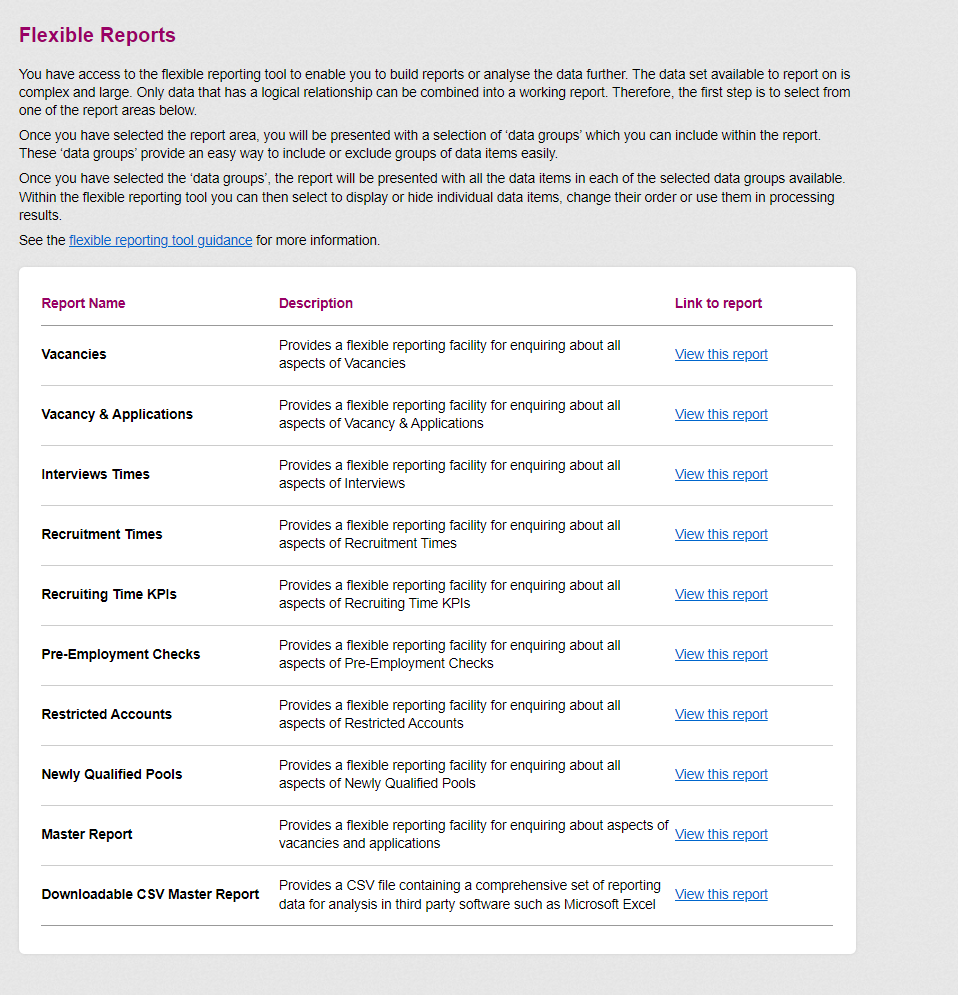 Flexible Reports
You have access to the flexible reporting tool to enable you to build reports or analyse the data further. The data set available to report on is
complex and large. Only data that has a logical relationship can be combined into a working report. Therefore, the first step is to select from
one of the report areas below.
Once you have selected the report area, you will be presented with a selection of ‘data groups’ which you can include within the report.
These ‘data groups’ provide an easy way to include or exclude groups of data items easily.
Once you have selected the ‘data groups’, the report will be presented with all the data items in each of the selected data groups available.
Within the flexible reporting tool you can then select to display or hide individual data items, change their order or use them in processing
results.
See the flexible reporting tool guidance for more information.
Report Name Description Link to report
Vacancies
Provides a flexible reporting facility for enquiring about all
aspects of Vacancies
View this report
Vacancy & Applications
Provides a flexible reporting facility for enquiring about all
aspects of Vacancy & Applications
View this report
Interviews Times
Provides a flexible reporting facility for enquiring about all
aspects of Interviews
View this report
Recruitment Times
Provides a flexible reporting facility for enquiring about all
aspects of Recruitment Times
View this report
Recruiting Time KPIs
Provides a flexible reporting facility for enquiring about all
aspects of Recruiting Time KPIs
View this report
Pre-Employment Checks
Provides a flexible reporting facility for enquiring about all
aspects of Pre-Employment Checks
View this report
Restricted Accounts
Provides a flexible reporting facility for enquiring about all
aspects of Restricted Accounts
View this report
Newly Qualified Pools
Provides a flexible reporting facility for enquiring about all
aspects of Newly Qualified Pools
View this report
Master Report
Provides a flexible reporting facility for enquiring about aspects of
vacancies and applications
View this report
Downloadable CSV Master Report
Provides a CSV file containing a comprehensive set of reporting
data for analysis in third party software such as Microsoft Excel
View this report